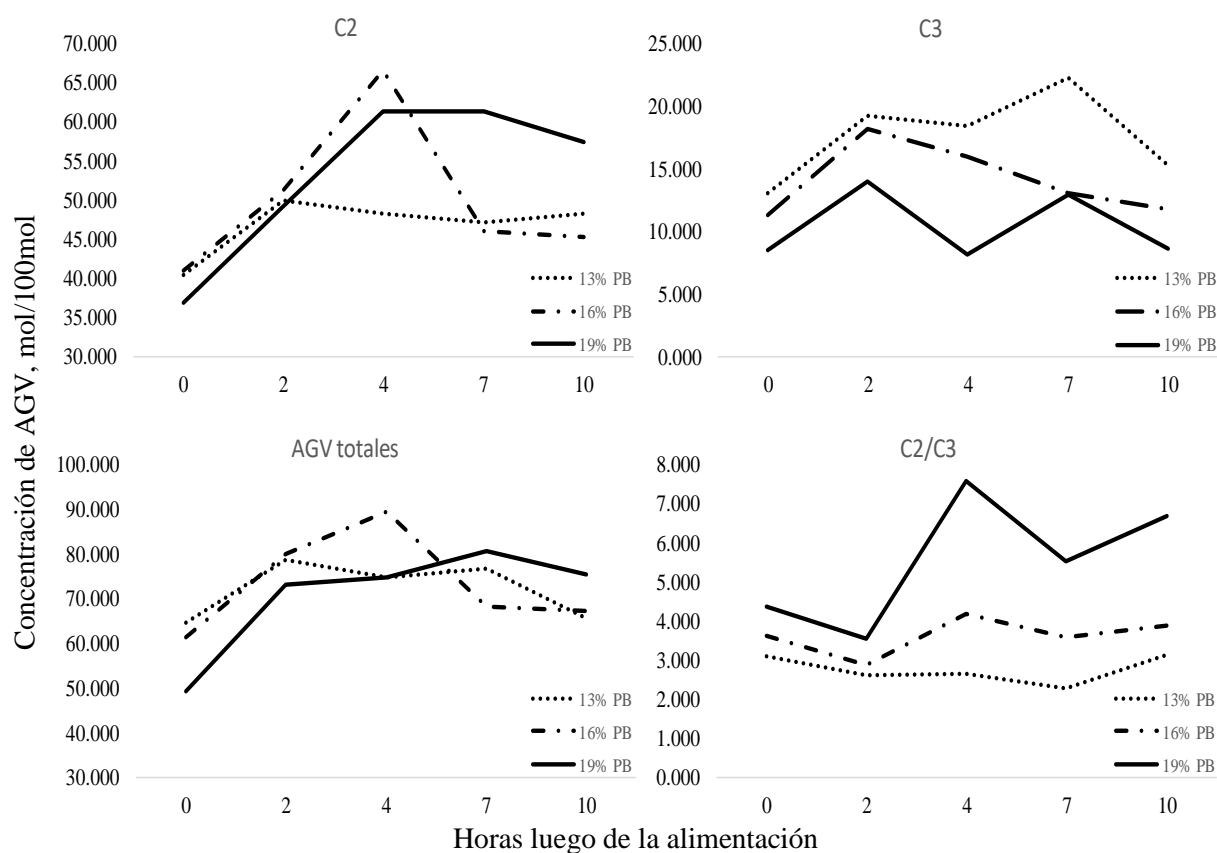 C2
70.000
65.000
60.000
55.000
50.000
45.000
40.000
35.000
30.000
0 2 4 7 10
13% PB
16% PB
19% PB
C3
25.000
20.000
15.000
10.000
5.000
0.000
0 2 4 7 10
13% PB
16% PB
19% PB
Concentración de AGV, mol/100mol
AGV totales
100.000
90.000
80.000
70.000
60.000
50.000
40.000
30.000
0 2 4 7 10
13% PB
16% PB
19% PB
C2/C3
8.000
7.000
6.000
5.000
4.000
3.000
2.000
1.000
0.000
0 2 4 7 10
13% PB
16% PB
19% PB
Horas luego de la alimentación